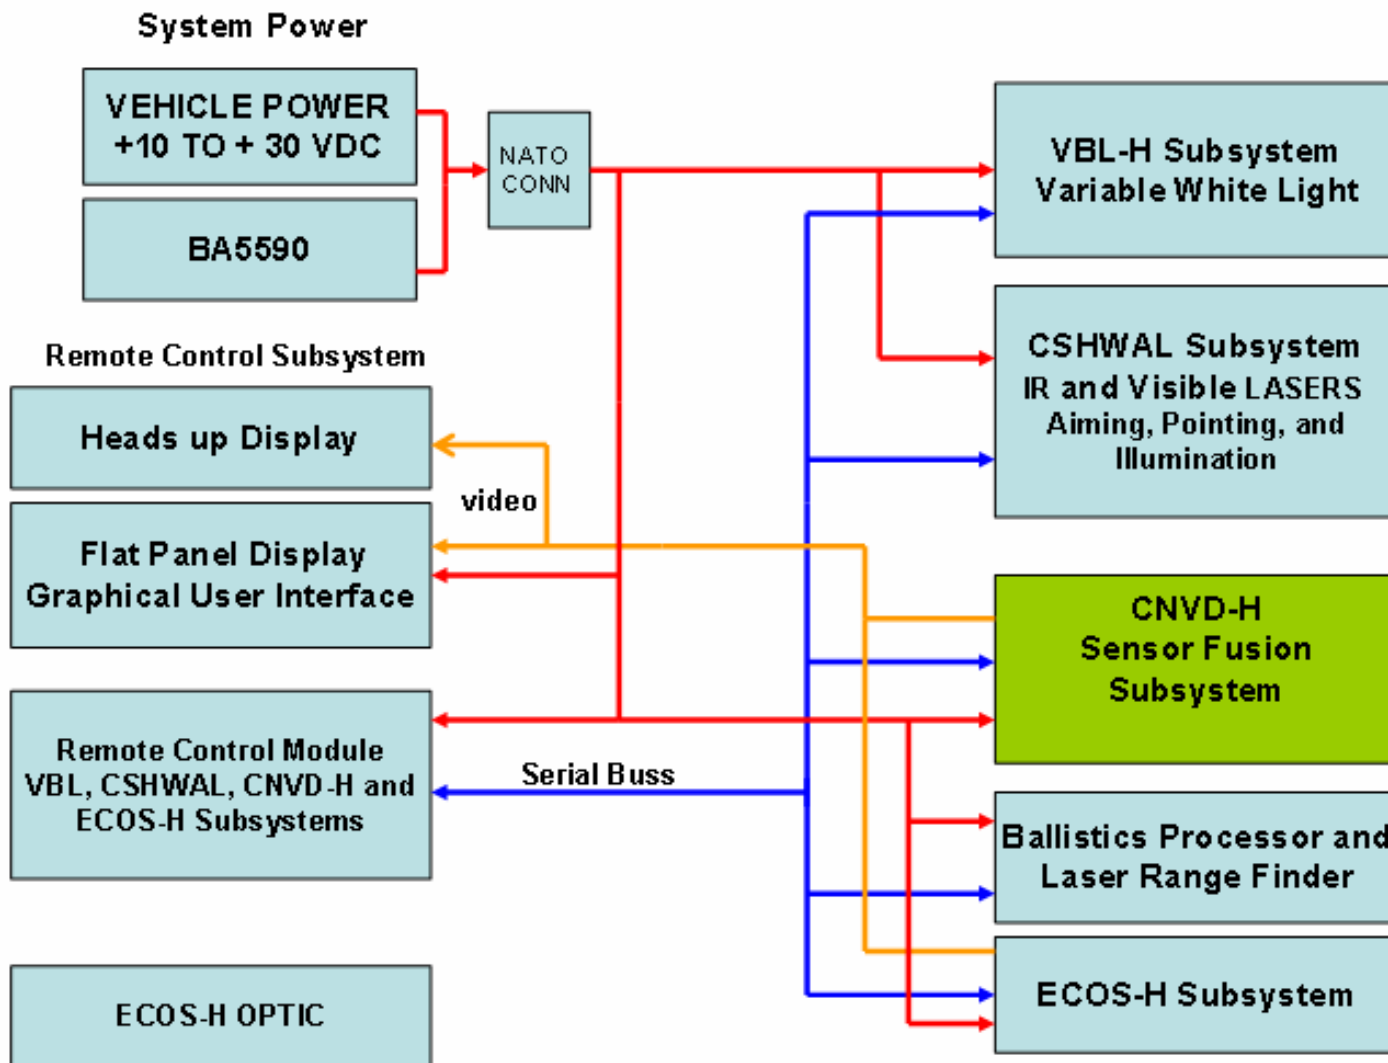 System Power
VEHICLE POWER
+10 TO + 30 VDC
BA5590
NATO
CONN
Remote Control Subsystem
Heads up Display
video
Flat Panel Display
Graphical User Interface
Remote Control Module
VBL, CSHWAL, CNVD-H and
ECOS-H Subsystems
Serial Buss
ECOS-H OPTIC
VBL-H Subsystem
Variable White Light
CSHWAL Subsystem
IR and Visible LASERS
Aiming, Pointing, and
Illumination
CNVD-H
Sensor Fusion
Subsystem
Ballistics Processor and
Laser Range Finder
ECOS-H Subsystem